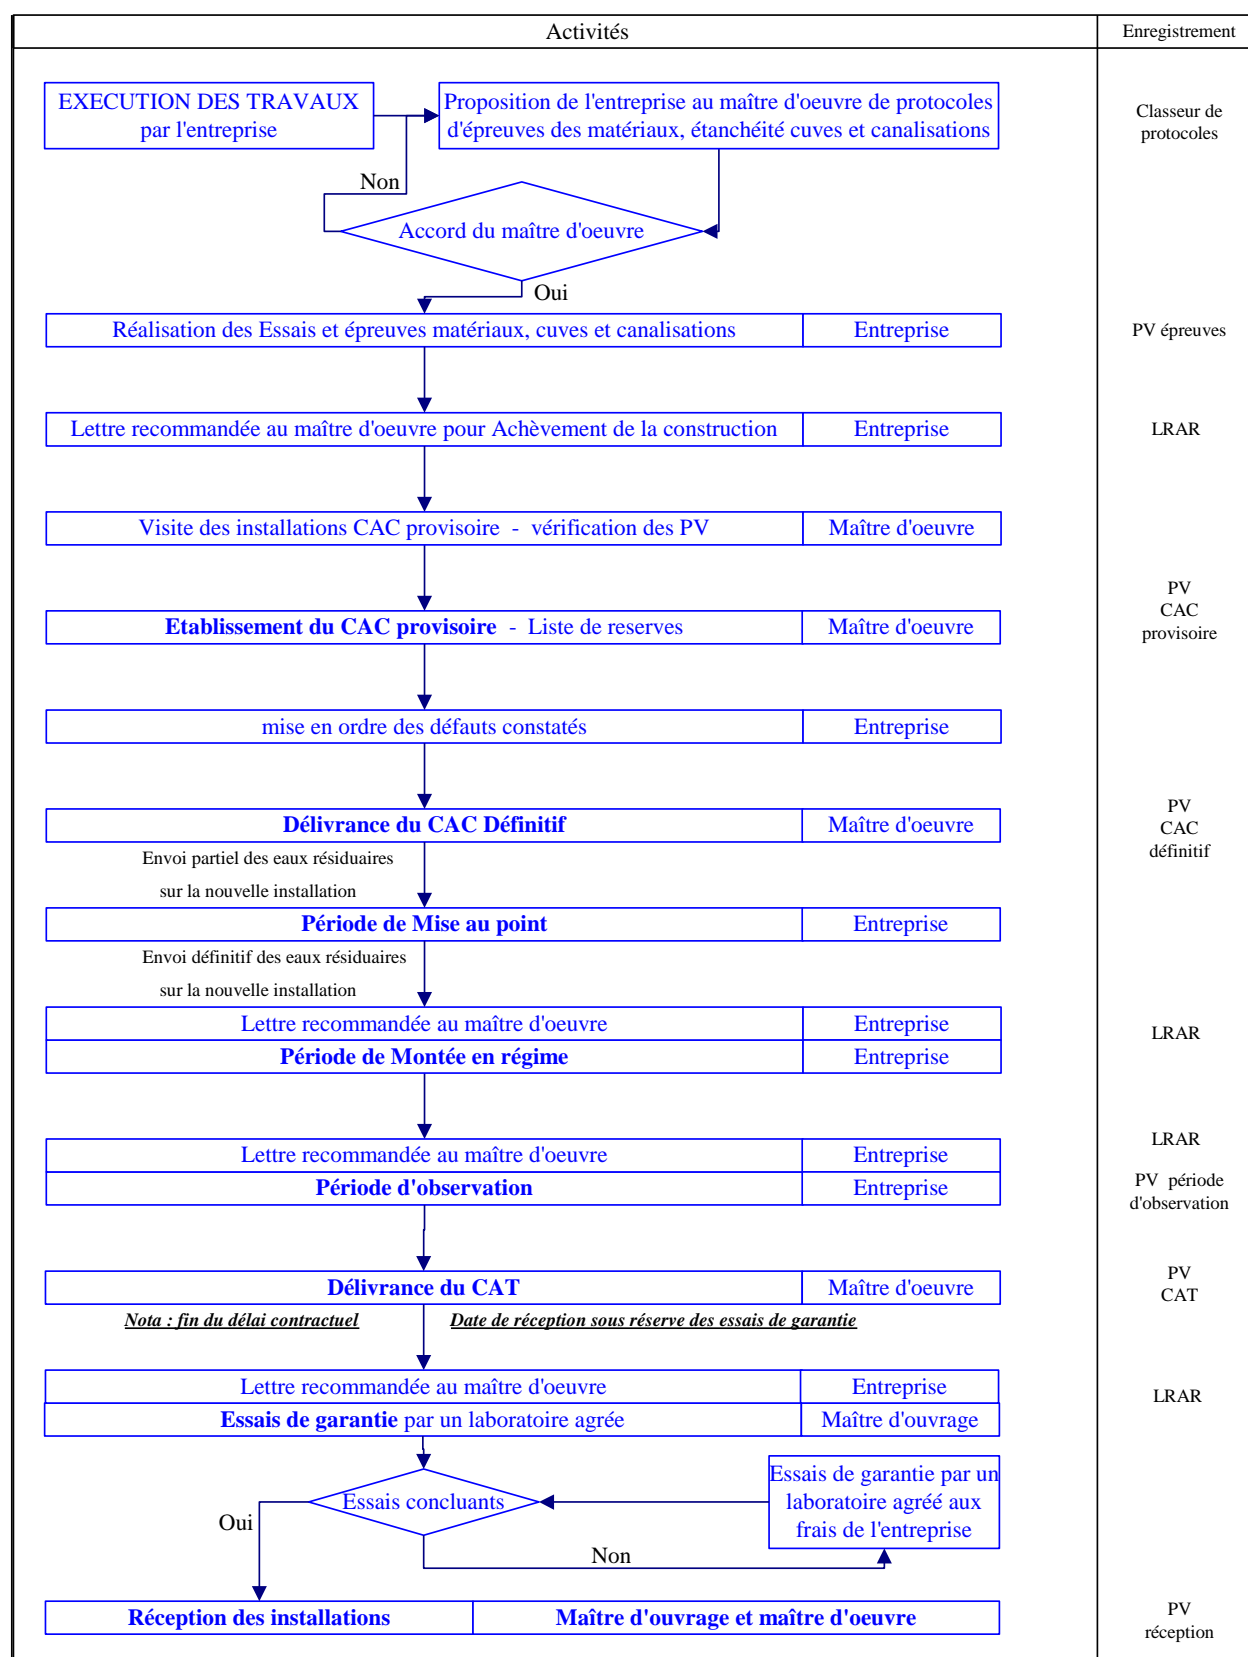 Activités
Enregistrement
EXECUTION DES TRAVAUX
par l'entreprise
Proposition de l'entreprise au maître d'oeuvre de protocoles
d'épreuves des matériaux, étanchéité cuves et canalisations
Classeur de
protocoles
Non
Accord du maître d'oeuvre
Oui
Réalisation des Essais et épreuves matériaux, cuves et canalisations
Entreprise
PV épreuves
Lettre recommandée au maître d'oeuvre pour Achèvement de la construction
Entreprise
LRAR
Visite des installations CAC provisoire - vérification des PV
Maître d'oeuvre
Etablissement du CAC provisoire - Liste de reserves
Maître d'oeuvre
PV
CAC
provisoire
mise en ordre des défauts constatés
Entreprise
Délivrance du CAC Définitif
Maître d'oeuvre
PV
CAC
définitif
Envoi partiel des eaux résiduaires
sur la nouvelle installation
Période de Mise au point
Entreprise
Envoi définitif des eaux résiduaires
sur la nouvelle installation
Lettre recommandée au maître d'oeuvre
Entreprise
LRAR
Période de Montée en régime
Entreprise
Lettre recommandée au maître d'oeuvre
Entreprise
LRAR
Période d'observation
Entreprise
PV période
d'observation
Délivrance du CAT
Maître d'oeuvre
PV
CAT
Nota : fin du délai contractuel
Date de réception sous réserve des essais de garantie
Lettre recommandée au maître d'oeuvre
Entreprise
LRAR
Essais de garantie par un laboratoire agrée
Maître d'ouvrage
Essais concluants
Essais de garantie par un
laboratoire agréé aux
frais de l'entreprise
Oui
Non
Réception des installations
Maître d'ouvrage et maître d'oeuvre
PV
réception